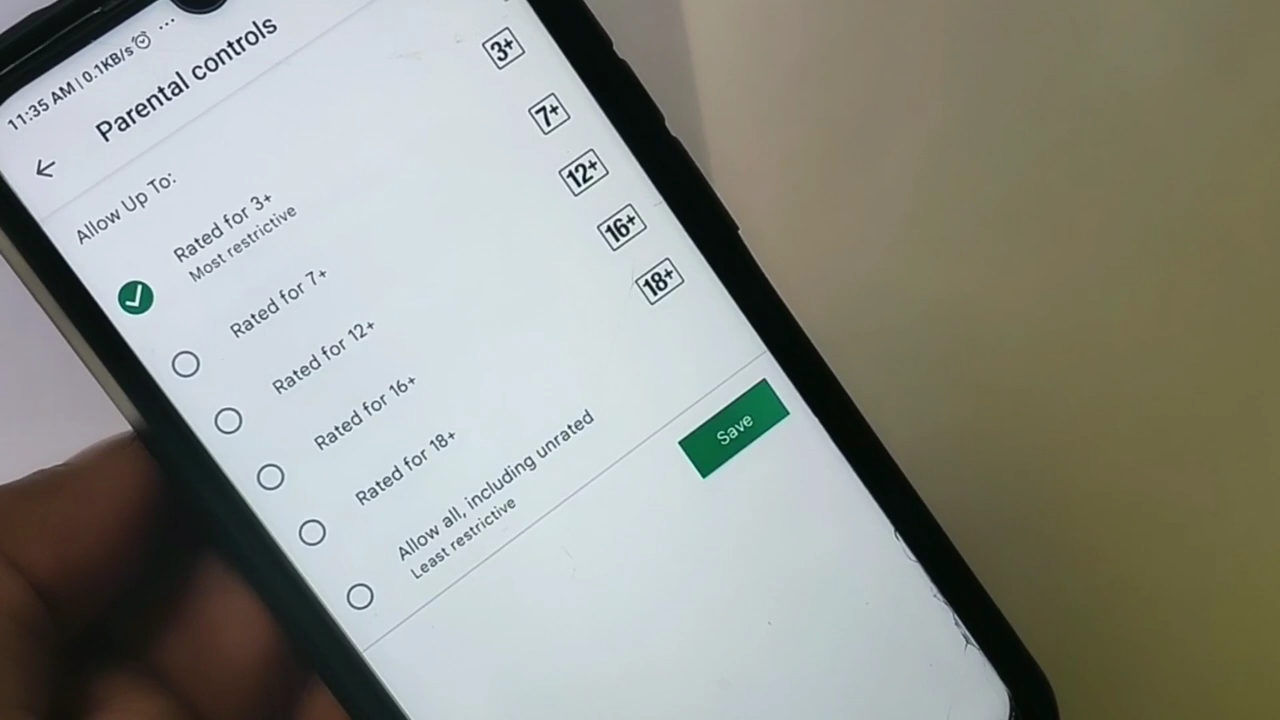 11:35 AM | 0.1KB/s ...
Parental controls
Allow Up To:
Rated for 3+
Most restrictive
3+
Rated for 7+
7+
Rated for 12+
12+
Rated for 16+
16+
Rated for 18+
18+
Allow all, including unrated
Least restrictive
Save